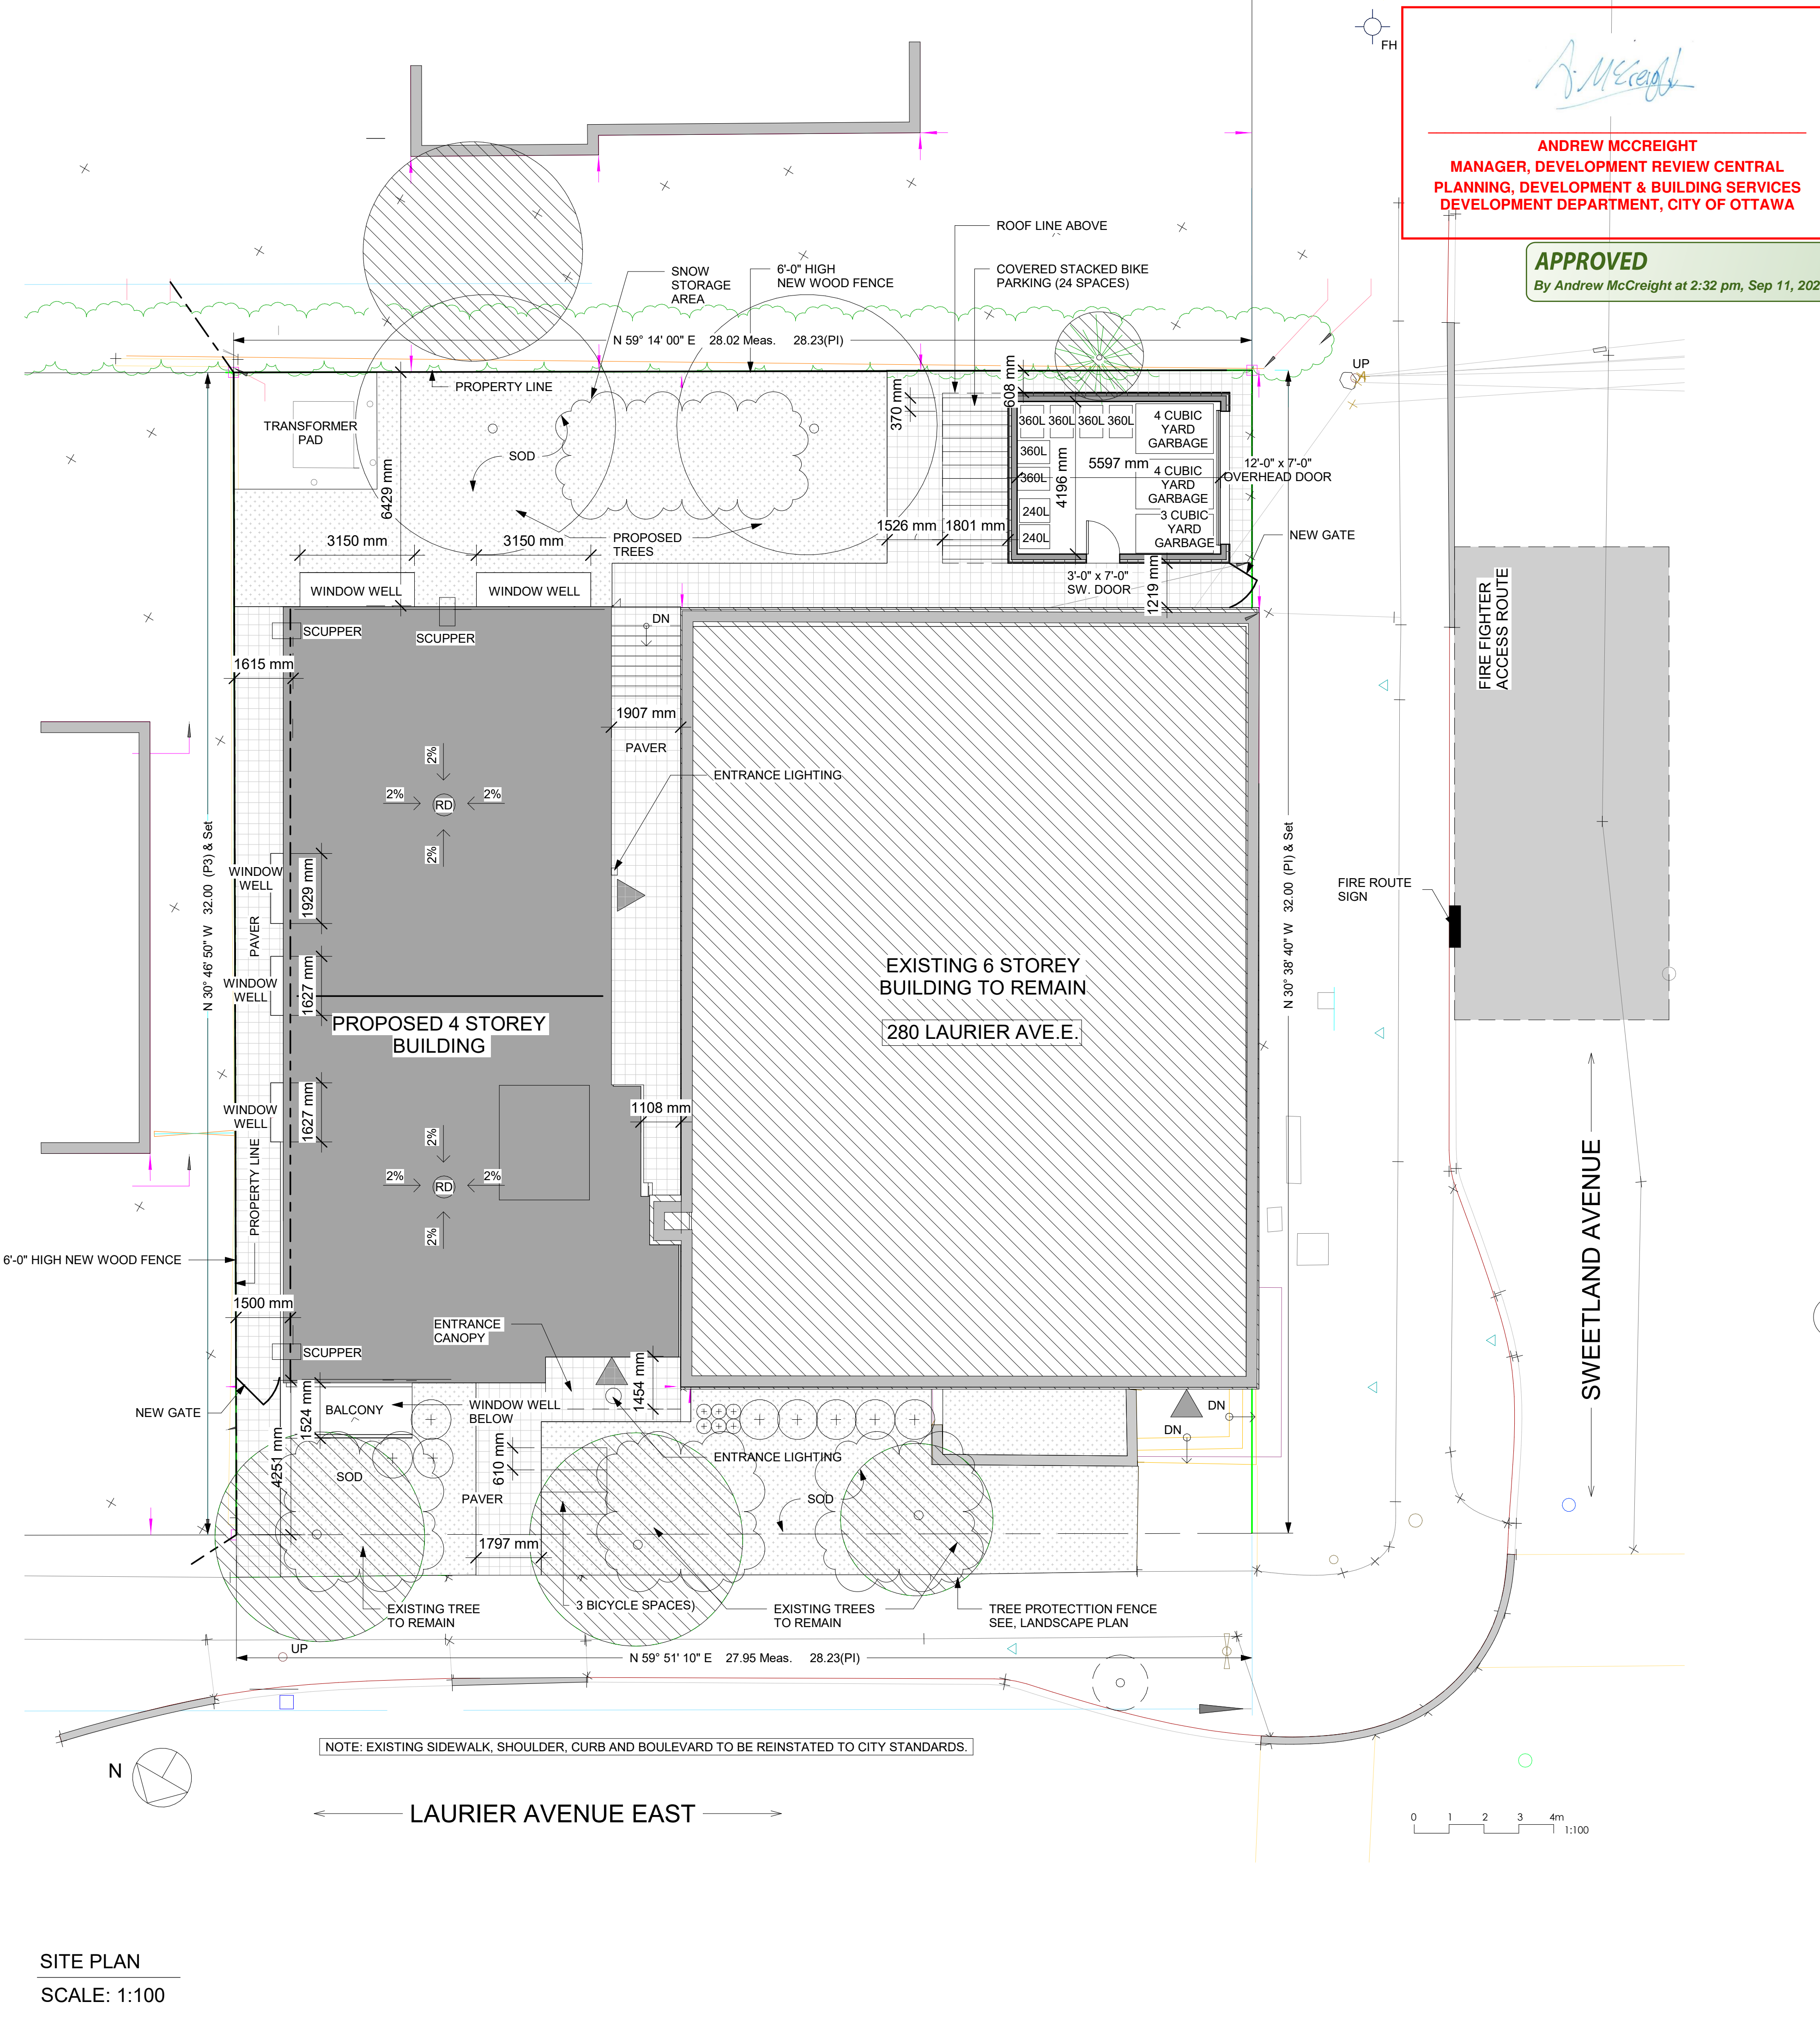 FH
A. McCreight
ANDREW MCCREIGHT
MANAGER, DEVELOPMENT REVIEW CENTRAL
PLANNING, DEVELOPMENT & BUILDING SERVICES
DEVELOPMENT DEPARTMENT, CITY OF OTTAWA
APPROVED
By Andrew McCreight at 2:32 pm, Sep 11, 202
ROOF LINE ABOVE
SNOW
STORAGE
AREA
6'-0" HIGH
NEW WOOD FENCE
COVERED STACKED BIKE
PARKING (24 SPACES)
N 59° 14' 00" E 28.02 Meas. 28.23(PI)
UP
PROPERTY LINE
TRANSFORMER
PAD
SOD
6429 mm
370 mm
608 mm
360L
360L
360L
360L
360L
360L
240L
240L
4196 mm
5597 mm
4 CUBIC
YARD
GARBAGE
4 CUBIC
YARD
GARBAGE
3 CUBIC
YARD
GARBAGE
12'-0" x 7'-0"
OVERHEAD DOOR
3150 mm
3150 mm
PROPOSED
TREES
1526 mm
1801 mm
NEW GATE
WINDOW WELL
WINDOW WELL
3'-0" x 7'-0"
SW. DOOR
1219 mm
SCUPPER
SCUPPER
DN
FIRE FIGHTER
ACCESS ROUTE
1615 mm
1907 mm
PAVER
ENTRANCE LIGHTING
2%
2%
RD
2%
2%
N 30° 46' 50" W 32.00 (P3) & Set
N 30° 38' 40" W 32.00 (PI) & Set
WINDOW
WELL
1929 mm
FIRE ROUTE
SIGN
PAVER
WINDOW
WELL
1627 mm
EXISTING 6 STOREY
BUILDING TO REMAIN
280 LAURIER AVE.E.
PROPOSED 4 STOREY
BUILDING
WINDOW
WELL
1627 mm
1108 mm
PROPERTY LINE
2%
2%
RD
2%
2%
SWEETLAND AVENUE
6'-0" HIGH NEW WOOD FENCE
1500 mm
ENTRANCE
CANOPY
SCUPPER
1454 mm
NEW GATE
1524 mm
BALCONY
WINDOW WELL
BELOW
DN
DN
4251 mm
SOD
610 mm
ENTRANCE LIGHTING
PAVER
SOD
1797 mm
EXISTING TREE
TO REMAIN
3 BICYCLE SPACES)
EXISTING TREES
TO REMAIN
TREE PROTECTTION FENCE
SEE, LANDSCAPE PLAN
UP
N 59° 51' 10" E 27.95 Meas. 28.23(PI)
NOTE: EXISTING SIDEWALK, SHOULDER, CURB AND BOULEVARD TO BE REINSTATED TO CITY STANDARDS.
N
LAURIER AVENUE EAST
0 1 2 3 4m
1:100
SITE PLAN
SCALE: 1:100